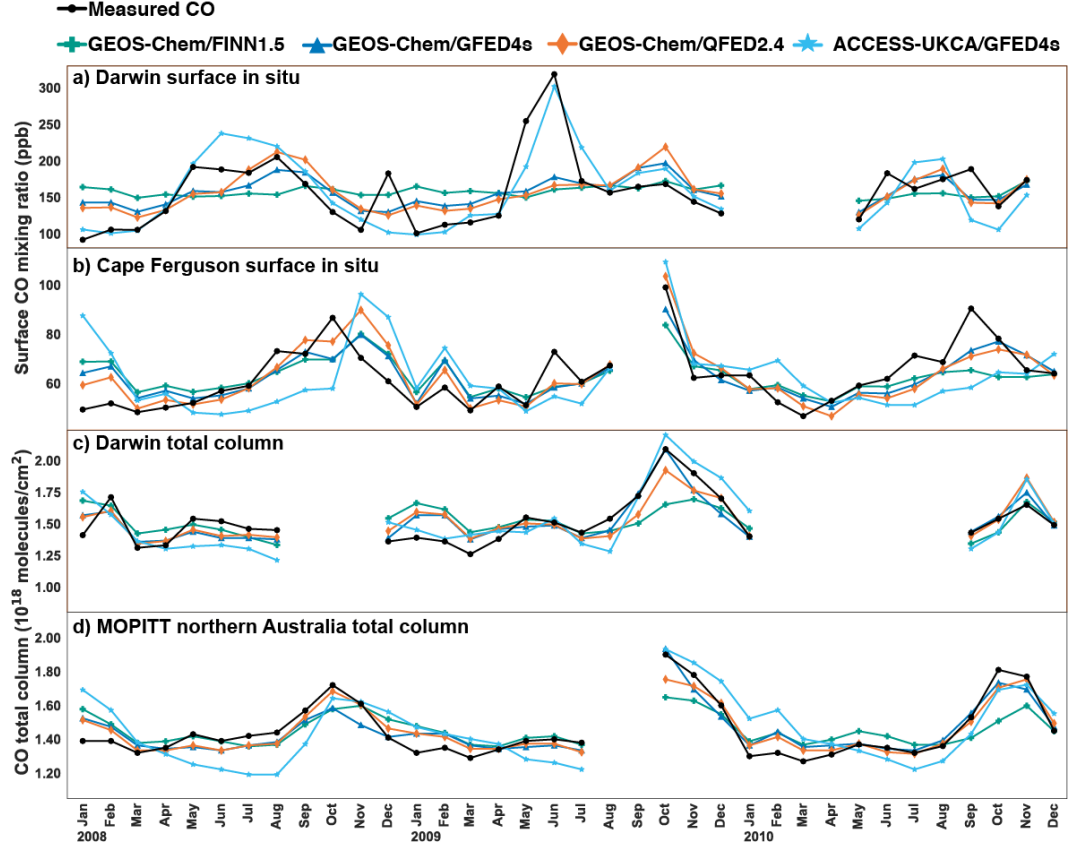 Measured CO
GEOS-Chem/FINN1.5 GEOS-Chem/GFED4s GEOS-Chem/QFED2.4 ACCESS-UKCA/GFED4s
Surface CO mixing ratio (ppb)
a) Darwin surface in situ
300
250
200
150
100
b) Cape Ferguson surface in situ
100
80
60
CO total column (10^18 molecules/cm^2)
c) Darwin total column
2.00
1.75
1.50
1.25
1.00
d) MOPITT northern Australia total column
2.00
1.80
1.60
1.40
1.20
Jan Feb Mar Apr May Jun Jul Aug Sep Oct Nov Dec Jan Feb Mar Apr May Jun Jul Aug Sep Oct Nov Dec Jan Feb Mar Apr May Jun Jul Aug Sep Oct Nov Dec
2008 2009 2010